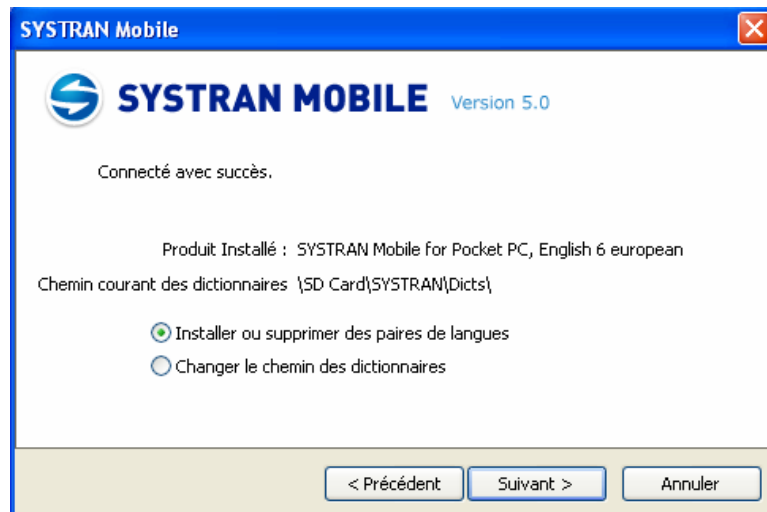 SYSTRAN Mobile
SYSTRAN MOBILE Version 5.0
Connecté avec succès.
Produit Installé : SYSTRAN Mobile for Pocket PC, English 6 european
Chemin courant des dictionnaires \SD Card\SYSTRAN\Dicts\
Installer ou supprimer des paires de langues
Changer le chemin des dictionnaires
< Précédent Suivant > Annuler